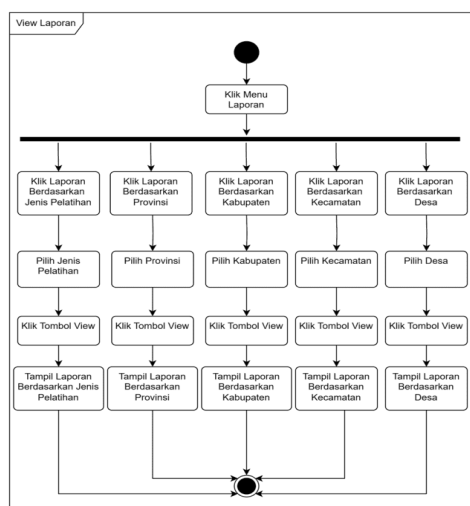 View Laporan
Klik Menu
Laporan
Klik Laporan
Berdasarkan
Jenis Pelatihan
Klik Laporan
Berdasarkan
Provinsi
Klik Laporan
Berdasarkan
Kabupaten
Klik Laporan
Berdasarkan
Kecamatan
Klik Laporan
Berdasarkan
Desa
Pilih Jenis
Pelatihan
Pilih Provinsi
Pilih Kabupaten
Pilih Kecamatan
Pilih Desa
Klik Tombol View
Klik Tombol View
Klik Tombol View
Klik Tombol View
Klik Tombol View
Tampil Laporan
Berdasarkan Jenis
Pelatihan
Tampil Laporan
Berdasarkan
Provinsi
Tampil Laporan
Berdasarkan
Kabupaten
Tampil Laporan
Berdasarkan
Kecamatan
Tampil Laporan
Berdasarkan
Desa